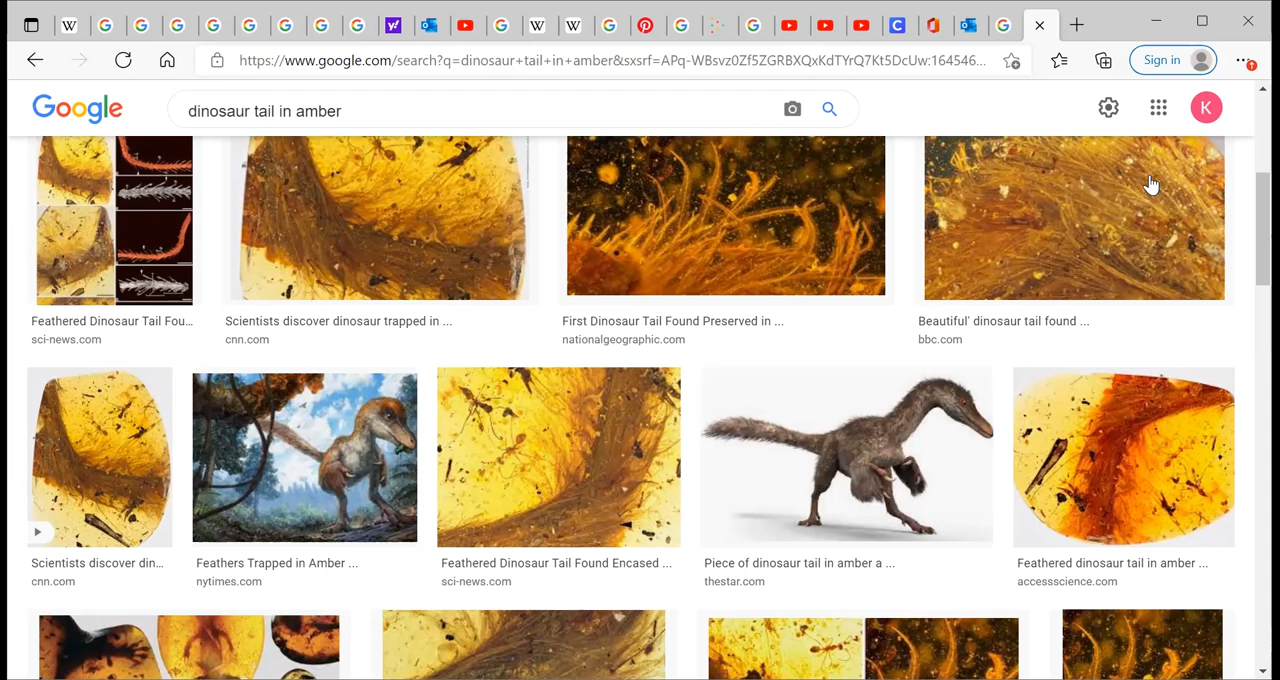 W
W
W
y!
C
https://www.google.com/search?q=dinosaur+tail+in+amber&sxsrf=APq-WBsvz0Zf5ZGRBXQxKdTYrQ7Kt5DcUw:164546...
Sign in
Google
dinosaur tail in amber
K
Feathered Dinosaur Tail Fou...
sci-news.com
Scientists discover dinosaur trapped in ...
cnn.com
First Dinosaur Tail Found Preserved in ...
nationalgeographic.com
Beautiful' dinosaur tail found ...
bbc.com
Scientists discover din...
cnn.com
Feathers Trapped in Amber ...
nytimes.com
Feathered Dinosaur Tail Found Encased ...
sci-news.com
Piece of dinosaur tail in amber a ...
thestar.com
Feathered dinosaur tail in amber ...
accessscience.com